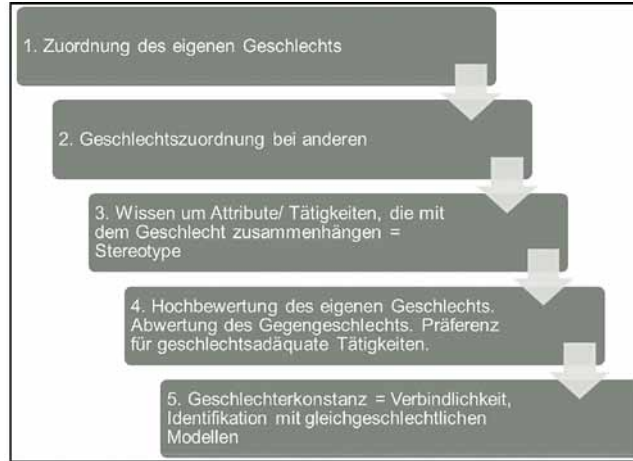 1. Zuordnung des eigenen Geschlechts
2. Geschlechtszuordnung bei anderen
3. Wissen um Attribute/ Tätigkeiten, die mit
dem Geschlecht zusammenhängen =
Stereotype
4. Hochbewertung des eigenen Geschlechts.
Abwertung des Gegengeschlechts. Präferenz
für geschlechtsadäquate Tätigkeiten.
5. Geschlechterkonstanz = Verbindlichkeit,
Identifikation mit gleichgeschlechtlichen
Modellen